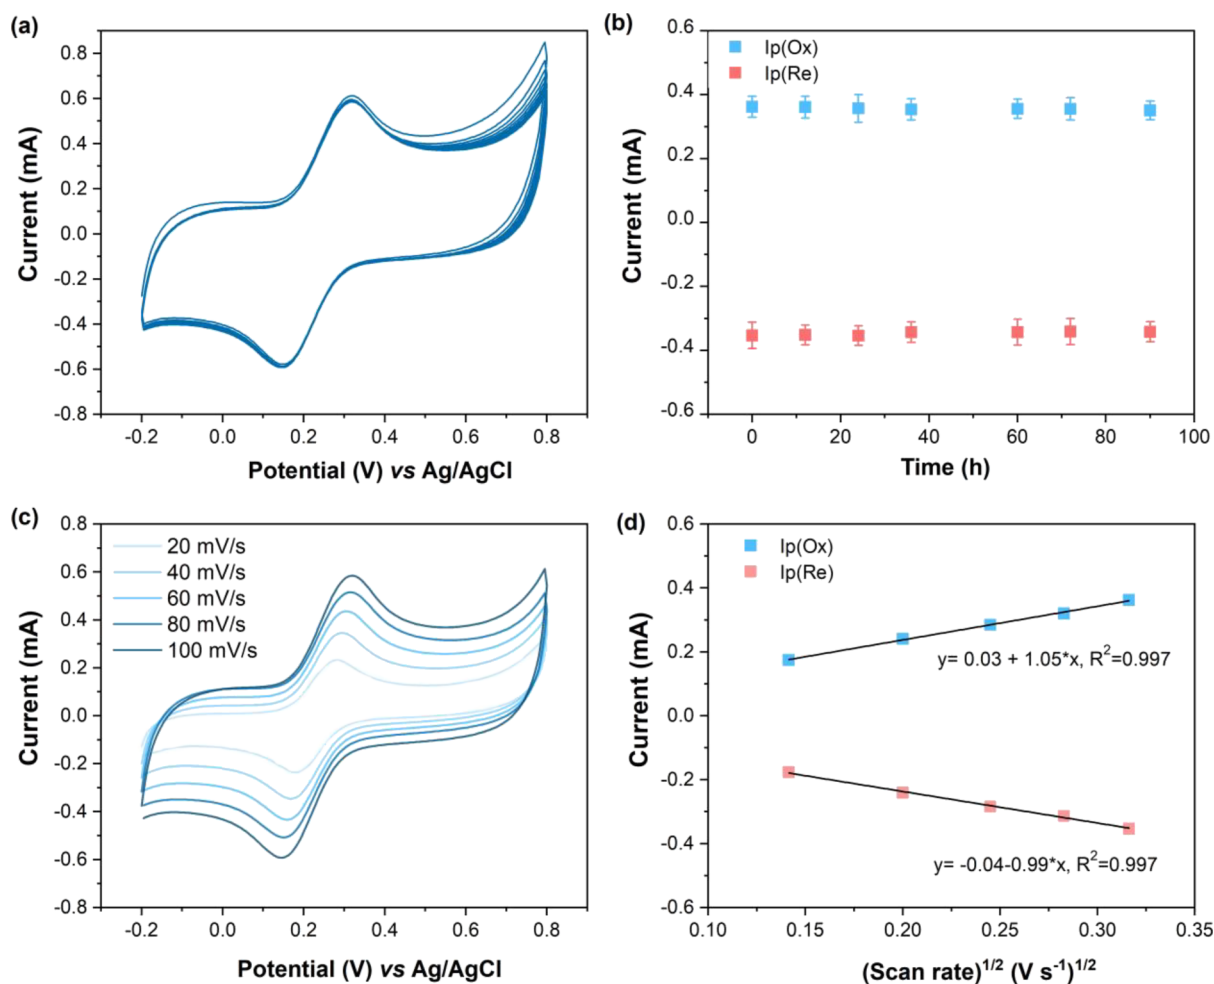 (a)
0.8
0.6
0.4
0.2
0.0
-0.2
-0.4
-0.6
-0.8
Current (mA)
-0.2 0.0 0.2 0.4 0.6 0.8
Potential (V) vs Ag/AgCl
(b)
Ip(Ox)
Ip(Re)
0.6
0.4
0.2
0.0
-0.2
-0.4
-0.6
Current (mA)
0 20 40 60 80 100
Time (h)
(c)
20 mV/s
40 mV/s
60 mV/s
80 mV/s
100 mV/s
0.8
0.6
0.4
0.2
0.0
-0.2
-0.4
-0.6
-0.8
Current (mA)
-0.2 0.0 0.2 0.4 0.6 0.8
Potential (V) vs Ag/AgCl
(d)
Ip(Ox)
Ip(Re)
0.6
0.4
0.2
0.0
-0.2
-0.4
-0.6
Current (mA)
y= 0.03 + 1.05*x, R²=0.997
y= -0.04-0.99*x, R²=0.997
0.10 0.15 0.20 0.25 0.30 0.35
(Scan rate)¹ᐟ² (V s⁻¹)¹ᐟ²